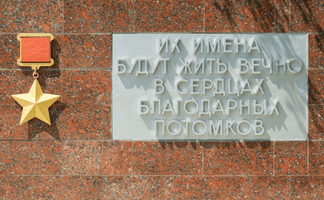 ИХ ИМЕНА
БУДУТ ЖИТЬ ВЕЧНО
В СЕРДЦАХ
БЛАГОДАРНЫХ
ПОТОМКОВ